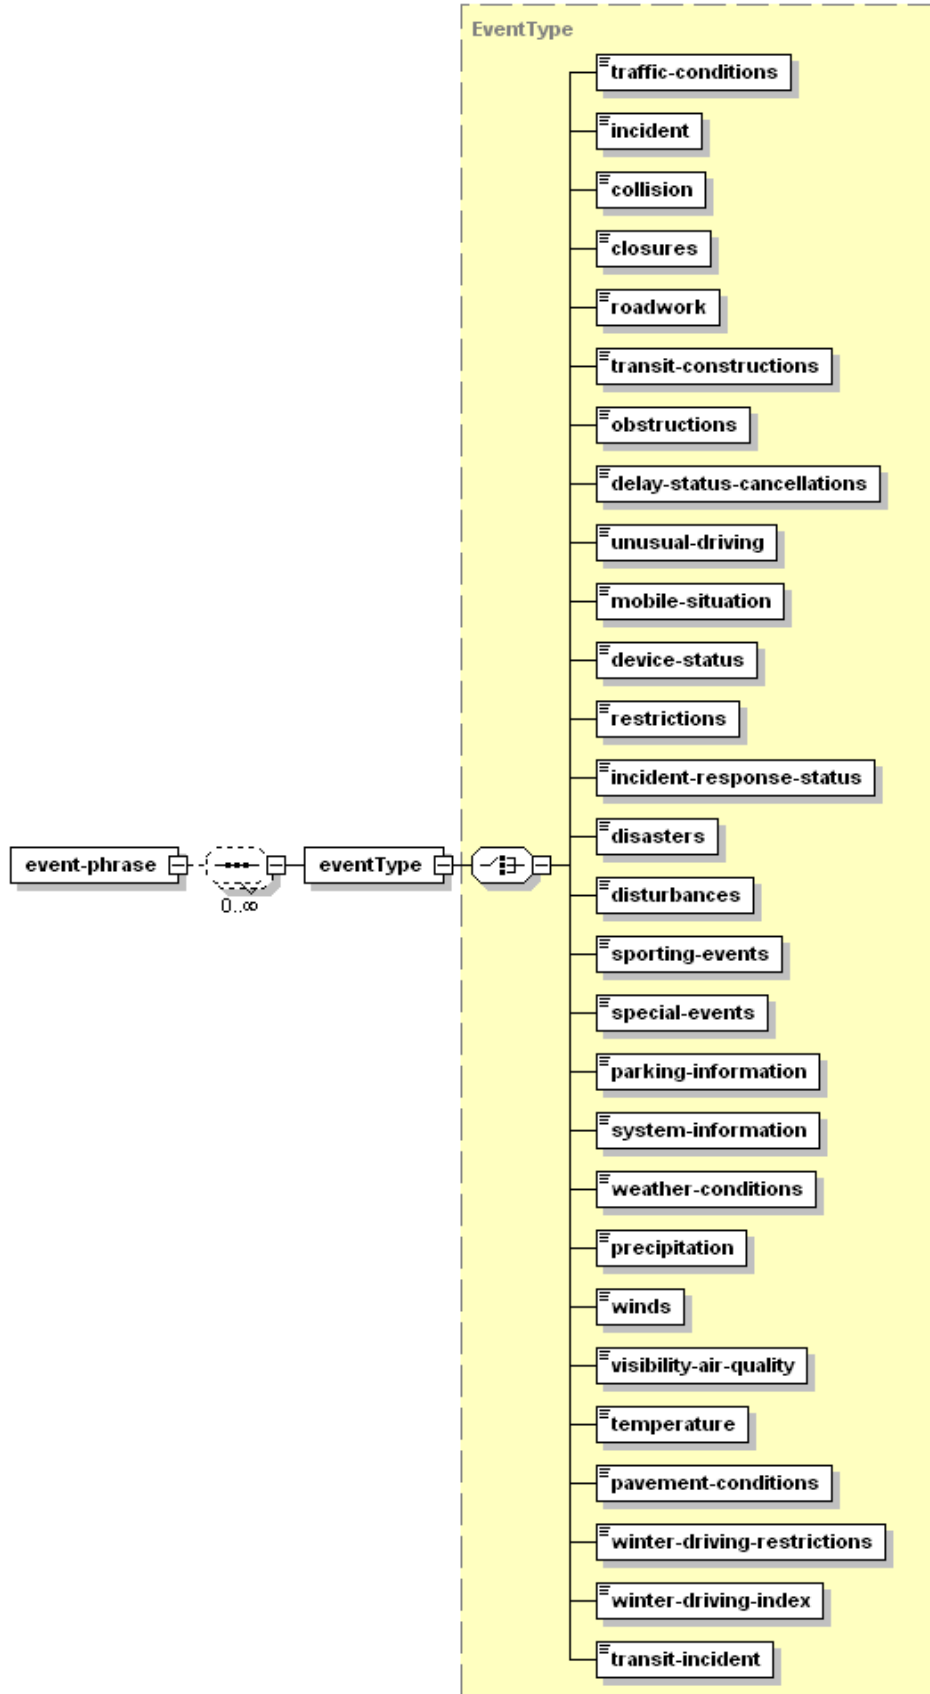 EventType
traffic-conditions
incident
collision
closures
roadwork
transit-constructions
obstructions
delay-status-cancellations
unusual-driving
mobile-situation
device-status
restrictions
incident-response-status
disasters
event-phrase
eventType
0..∞
disturbances
sporting-events
special-events
parking-information
system-information
weather-conditions
precipitation
winds
visibility-air-quality
temperature
pavement-conditions
winter-driving-restrictions
winter-driving-index
transit-incident